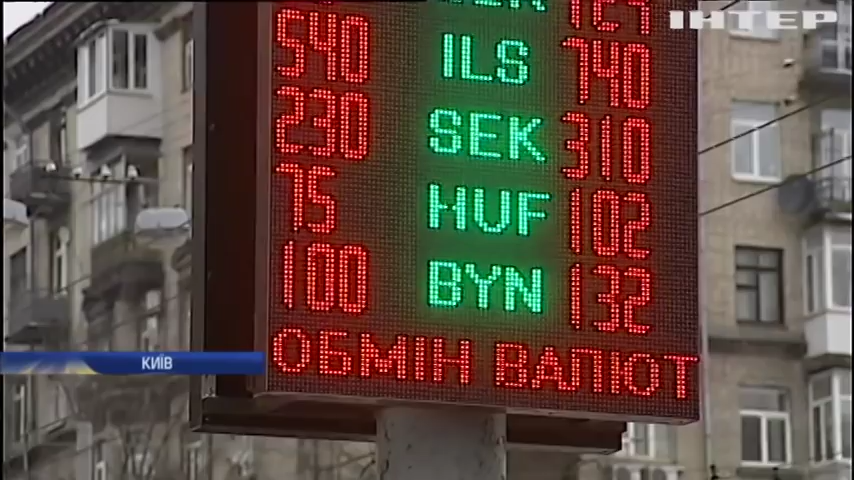 ІНТЕР
540 ILS 740
230 SEK 310
75 HUF 102
100 BYN 132
ОБМІН ВАЛЮТ
КИЇВ